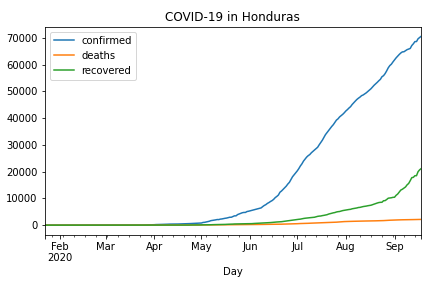 COVID-19 in Honduras
confirmed
deaths
recovered
70000
60000
50000
40000
30000
20000
10000
0
Feb Mar Apr May Jun Jul Aug Sep
2020
Day